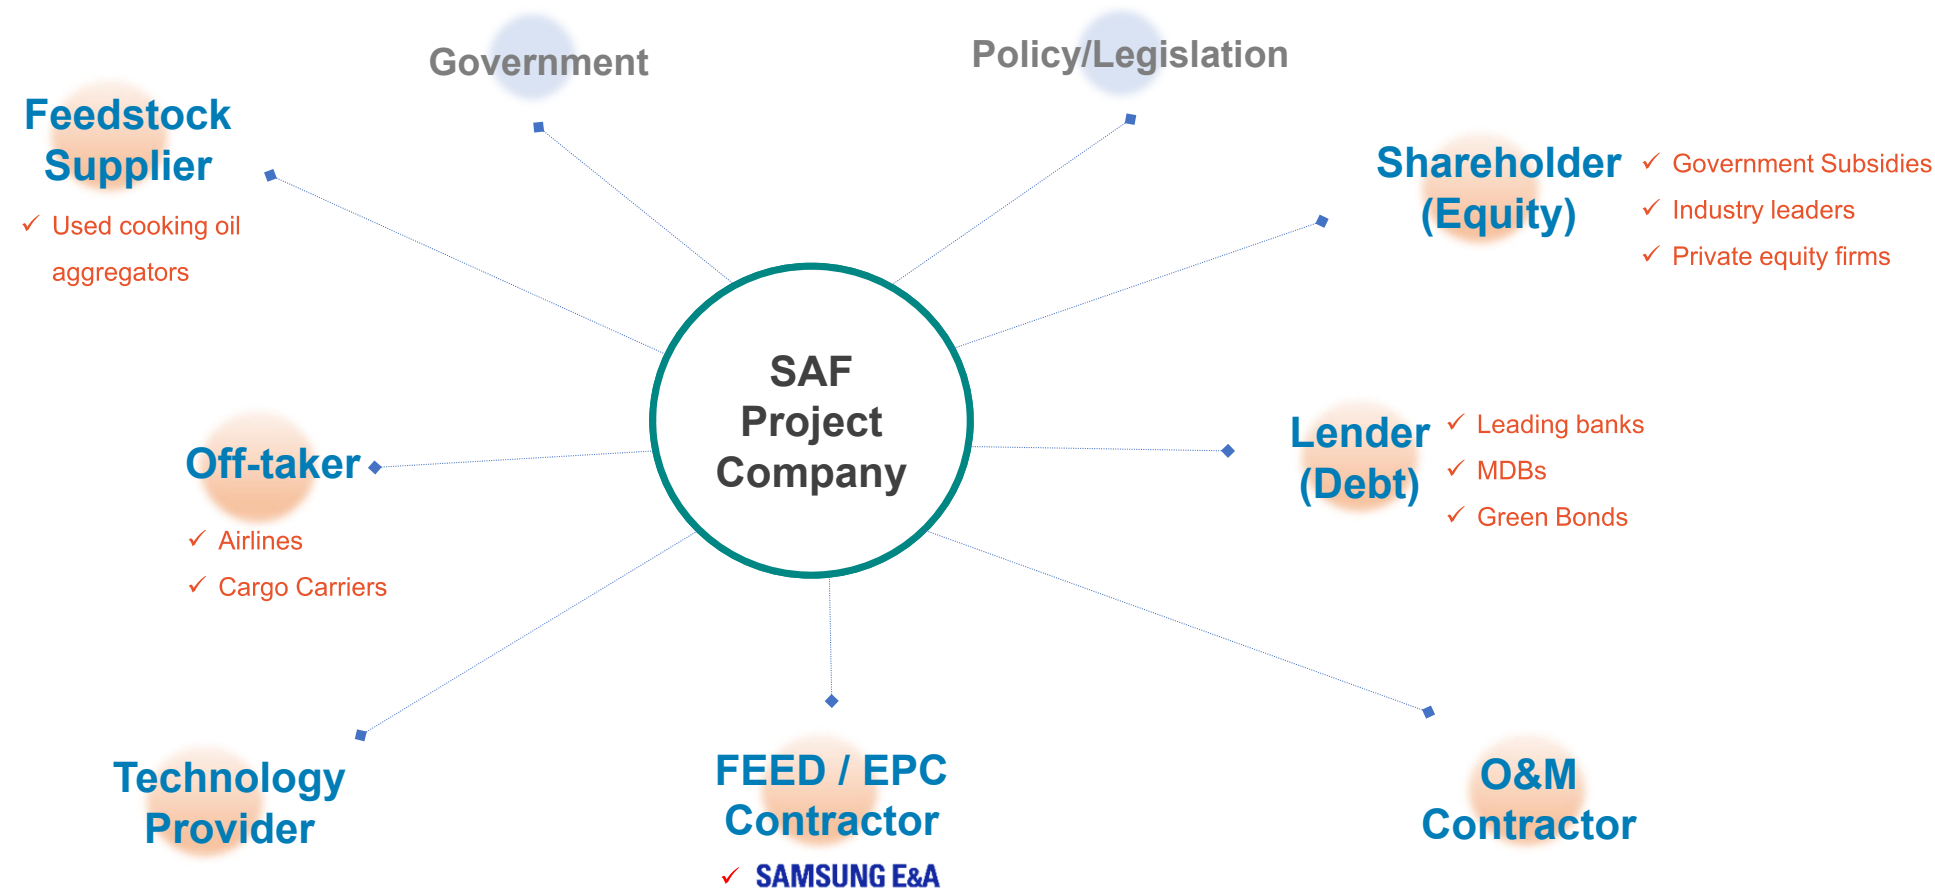 Government
Policy/Legislation
Feedstock
Supplier
✓ Used cooking oil
aggregators
Shareholder
(Equity)
✓ Government Subsidies
✓ Industry leaders
✓ Private equity firms
SAF
Project
Company
Off-taker
✓ Airlines
✓ Cargo Carriers
Lender
(Debt)
✓ Leading banks
✓ MDBs
✓ Green Bonds
Technology
Provider
FEED / EPC
Contractor
✓ SAMSUNG E&A
O&M
Contractor